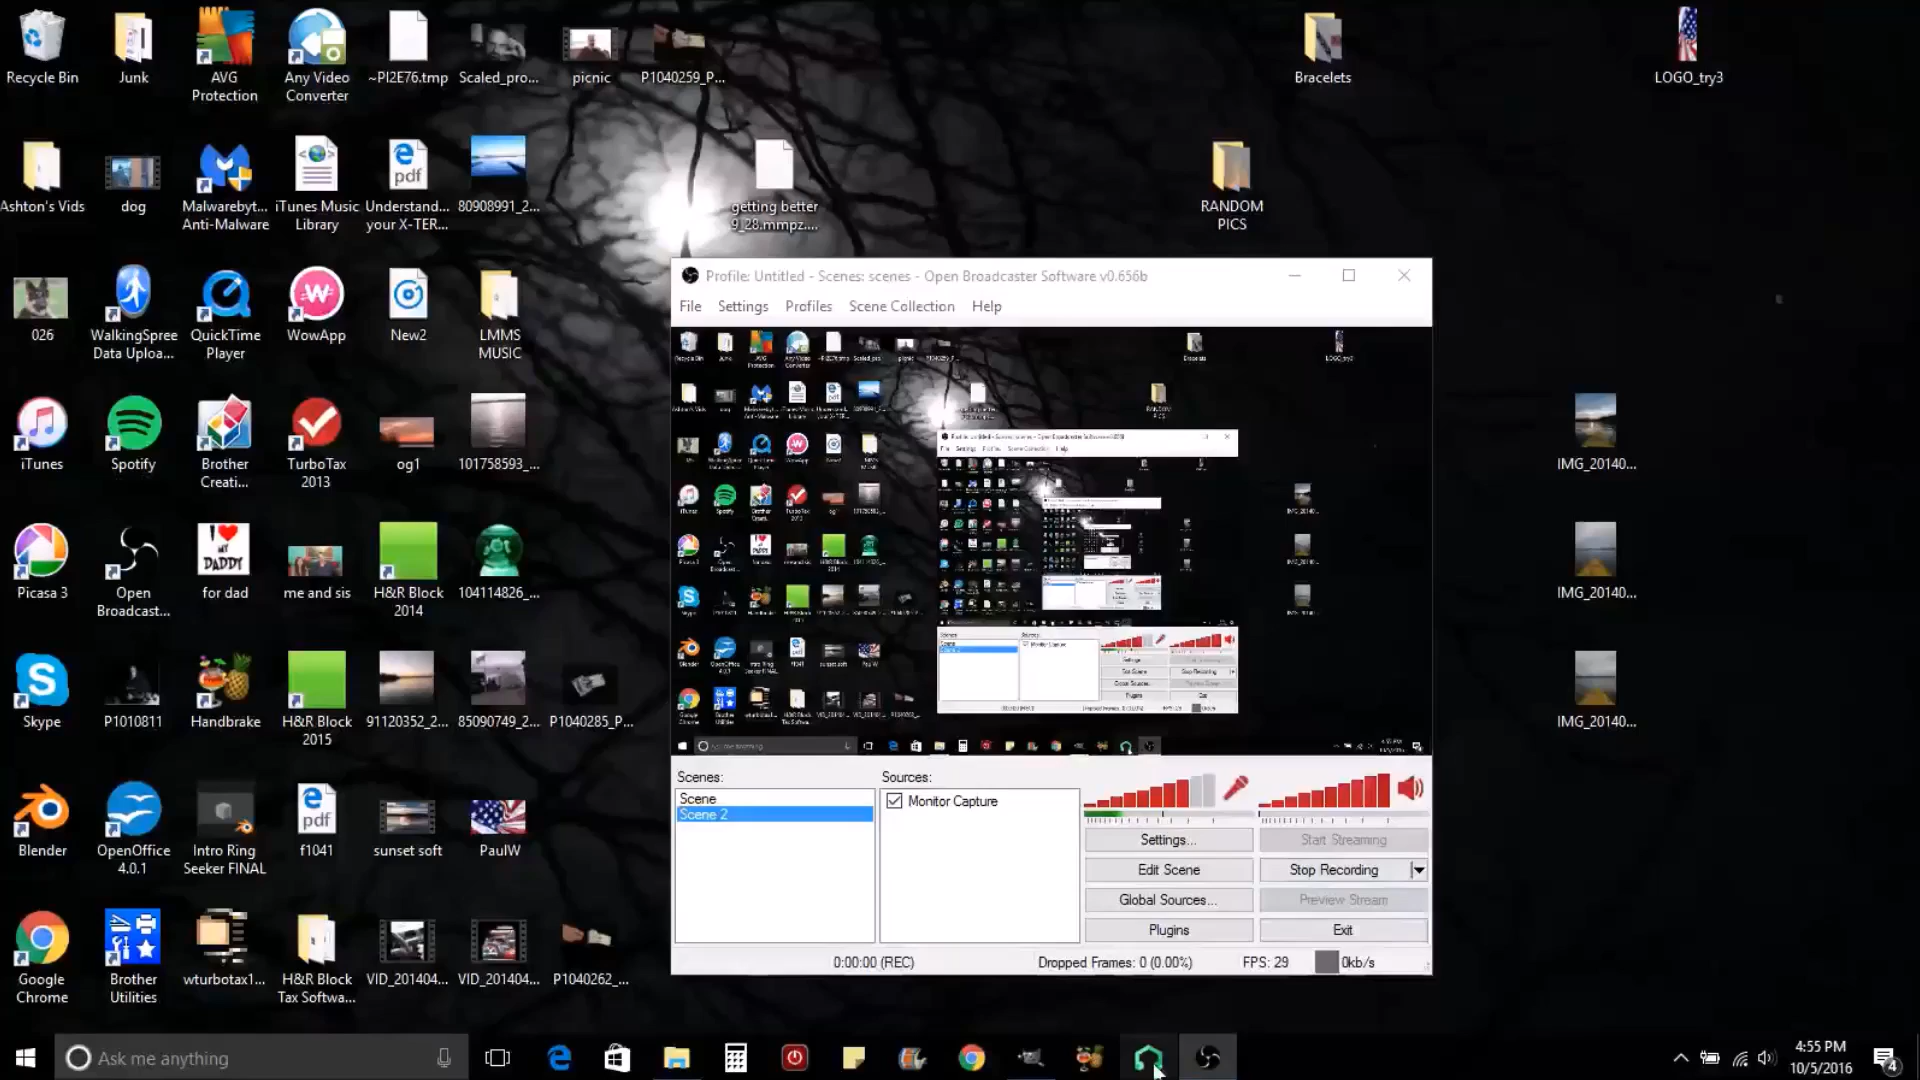 Recycle Bin
Junk
AVG
Protection
Any Video
Converter
~PI2E76.tmp
Scaled_pro...
picnic
P1040259_P...
Bracelets
LOGO_try3
Ashton's Vids
dog
Malwarebyt...
Anti-Malware
iTunes Music
Library
Understand...
your X-TER...
80908991_2...
getting better
9_28.mmpz....
RANDOM
PICS
026
WalkingSpree
Data Uploa...
QuickTime
Player
WowApp
New2
LMMS
MUSIC
iTunes
Spotify
Brother
Creati...
TurboTax
2013
og1
101758593_...
IMG_20140...
Picasa 3
Open
Broadcast...
I ♥
MY
DADDY
for dad
me and sis
H&R Block
2014
104114826_...
IMG_20140...
Skype
P1010811
Handbrake
H&R Block
2015
91120352_2...
85090749_2...
P1040285_P...
IMG_20140...
Blender
OpenOffice
4.0.1
Intro Ring
Seeker FINAL
pdf
f1041
sunset soft
PaulW
Google
Chrome
Brother
Utilities
wturbotax1...
H&R Block
Tax Softwa...
VID_201404...
VID_201404...
P1040262_...
Profile: Untitled - Scenes: scenes - Open Broadcaster Software v0.656b
File Settings Profiles Scene Collection Help
Scenes:
Scene
Scene 2
Sources:
Monitor Capture
Settings...
Start Streaming
Edit Scene
Stop Recording
Global Sources...
Preview Stream
Plugins
Exit
0:00:00 (REC)
Dropped Frames: 0 (0.00%)
FPS: 29
0kb/s
Ask me anything
4:55 PM
10/5/2016
4